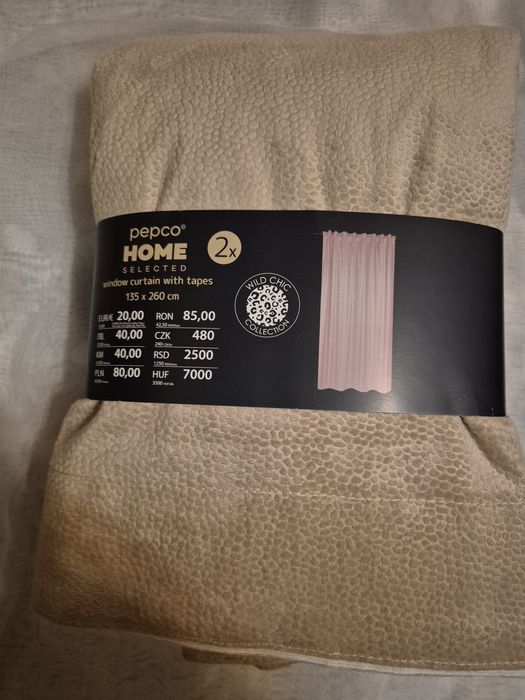 pepco®
HOME
SELECTED
2x
window curtain with tapes
135 x 260 cm
EUR/€ 20,00
40,00
KM 40,00
PLN 80,00
RON 85,00
CZK 480
RSD 2500
HUF 7000
WILD CHIC
COLLECTION